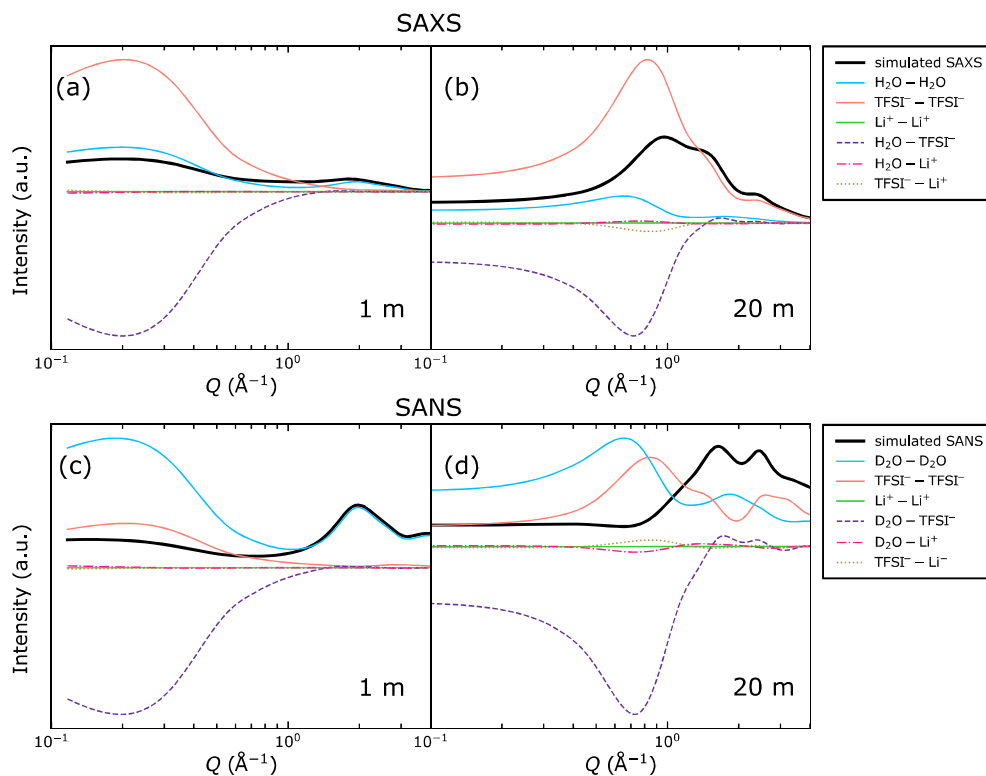 SAXS
(a)
(b)
1 m
20 m
Intensity (a.u.)
10⁻¹
10⁰
10⁻¹
10⁰
Q (Å⁻¹)
Q (Å⁻¹)
simulated SAXS
H₂O − H₂O
TFSI⁻ − TFSI⁻
Li⁺ − Li⁺
H₂O − TFSI⁻
H₂O − Li⁺
TFSI⁻ − Li⁺
SANS
(c)
(d)
1 m
20 m
Intensity (a.u.)
10⁻¹
10⁰
10⁻¹
10⁰
Q (Å⁻¹)
Q (Å⁻¹)
simulated SANS
D₂O − D₂O
TFSI⁻ − TFSI⁻
Li⁺ − Li⁺
D₂O − TFSI⁻
D₂O − Li⁺
TFSI⁻ − Li⁻